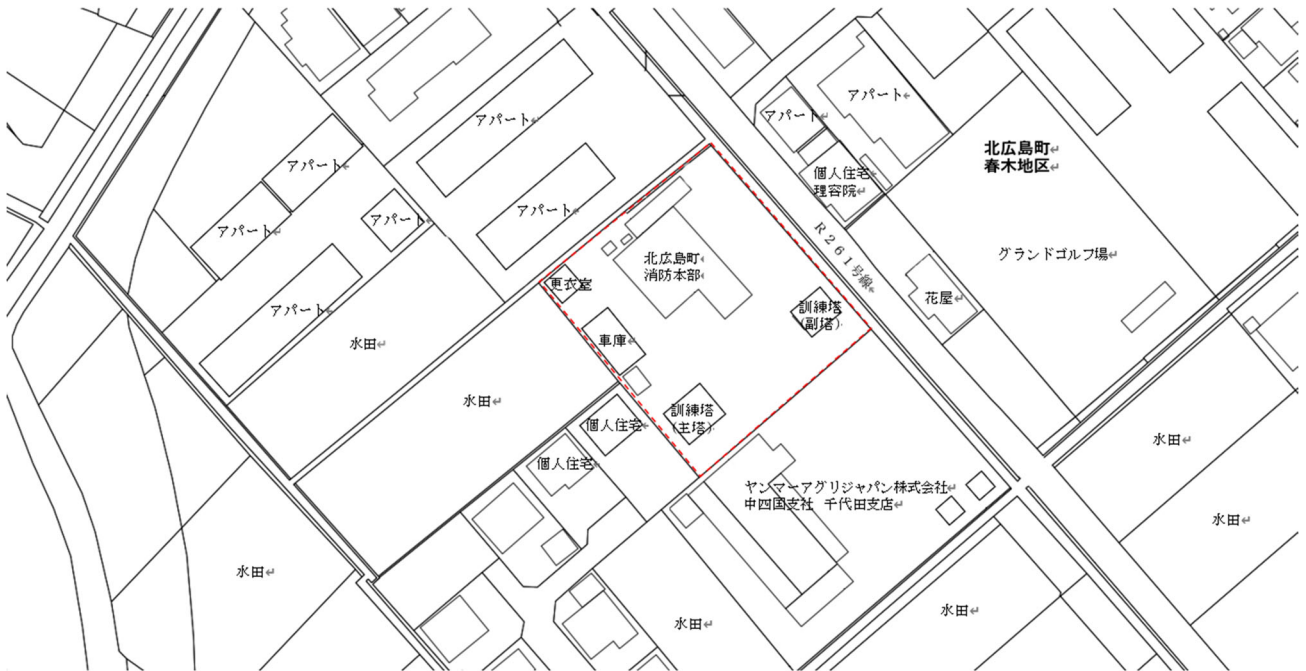 アパート
アパート
アパート
アパート
アパート
アパート
アパート
アパート
北広島町
春木地区
個人住宅
理容院
R261号線
グランドゴルフ場
花屋
北広島町
消防本部
更衣室
訓練塔
(副塔)
車庫
水田
水田
訓練塔
(主塔)
個人住宅
個人住宅
ヤンマーアグリジャパン株式会社
中四国支社 千代田支店
水田
水田
水田
水田
水田